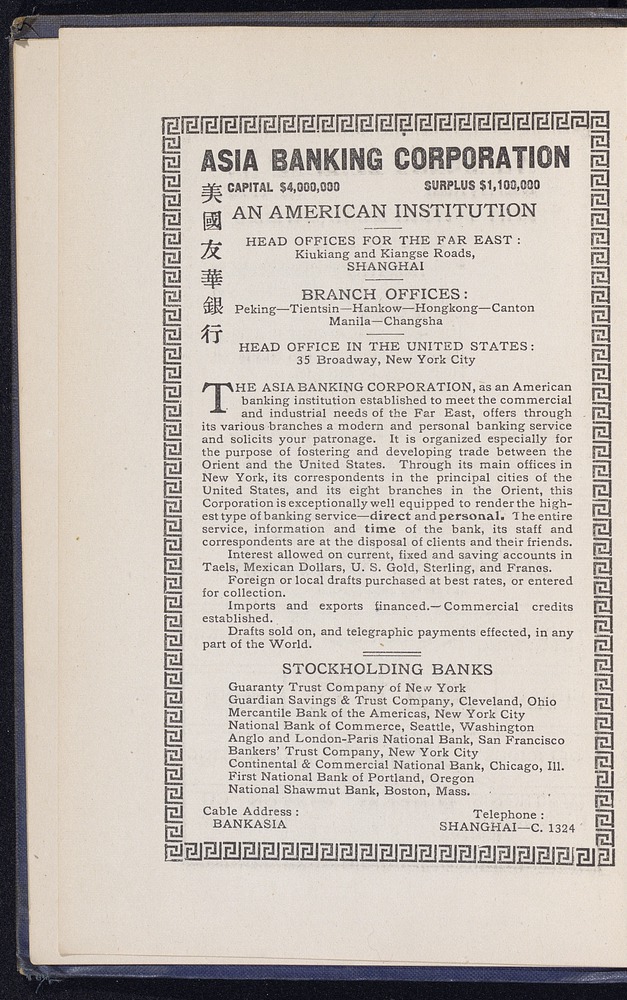 ASIA BANKING CORPORATION
CAPITAL $4,000,000 SURPLUS $1,100,000
美國友華銀行
AN AMERICAN INSTITUTION
HEAD OFFICES FOR THE FAR EAST:
Kiukiang and Kiangse Roads,
SHANGHAI
BRANCH OFFICES:
Peking—Tientsin—Hankow—Hongkong—Canton
Manila—Changsha
HEAD OFFICE IN THE UNITED STATES:
35 Broadway, New York City
THE ASIA BANKING CORPORATION, as an American
banking institution established to meet the commercial
and industrial needs of the Far East, offers through
its various branches a modern and personal banking service
and solicits your patronage. It is organized especially for
the purpose of fostering and developing trade between the
Orient and the United States. Through its main offices in
New York, its correspondents in the principal cities of the
United States, and its eight branches in the Orient, this
Corporation is exceptionally well equipped to render the high-
est type of banking service—direct and personal. The entire
service, information and time of the bank, its staff and
correspondents are at the disposal of clients and their friends.
Interest allowed on current, fixed and saving accounts in
Taels, Mexican Dollars, U. S. Gold, Sterling, and Francs.
Foreign or local drafts purchased at best rates, or entered
for collection.
Imports and exports financed.—Commercial credits
established.
Drafts sold on, and telegraphic payments effected, in any
part of the World.
STOCKHOLDING BANKS
Guaranty Trust Company of New York
Guardian Savings & Trust Company, Cleveland, Ohio
Mercantile Bank of the Americas, New York City
National Bank of Commerce, Seattle, Washington
Anglo and London-Paris National Bank, San Francisco
Bankers' Trust Company, New York City
Continental & Commercial National Bank, Chicago, Ill.
First National Bank of Portland, Oregon
National Shawmut Bank, Boston, Mass.
Cable Address: Telephone:
BANKASIA SHANGHAI—C. 1324